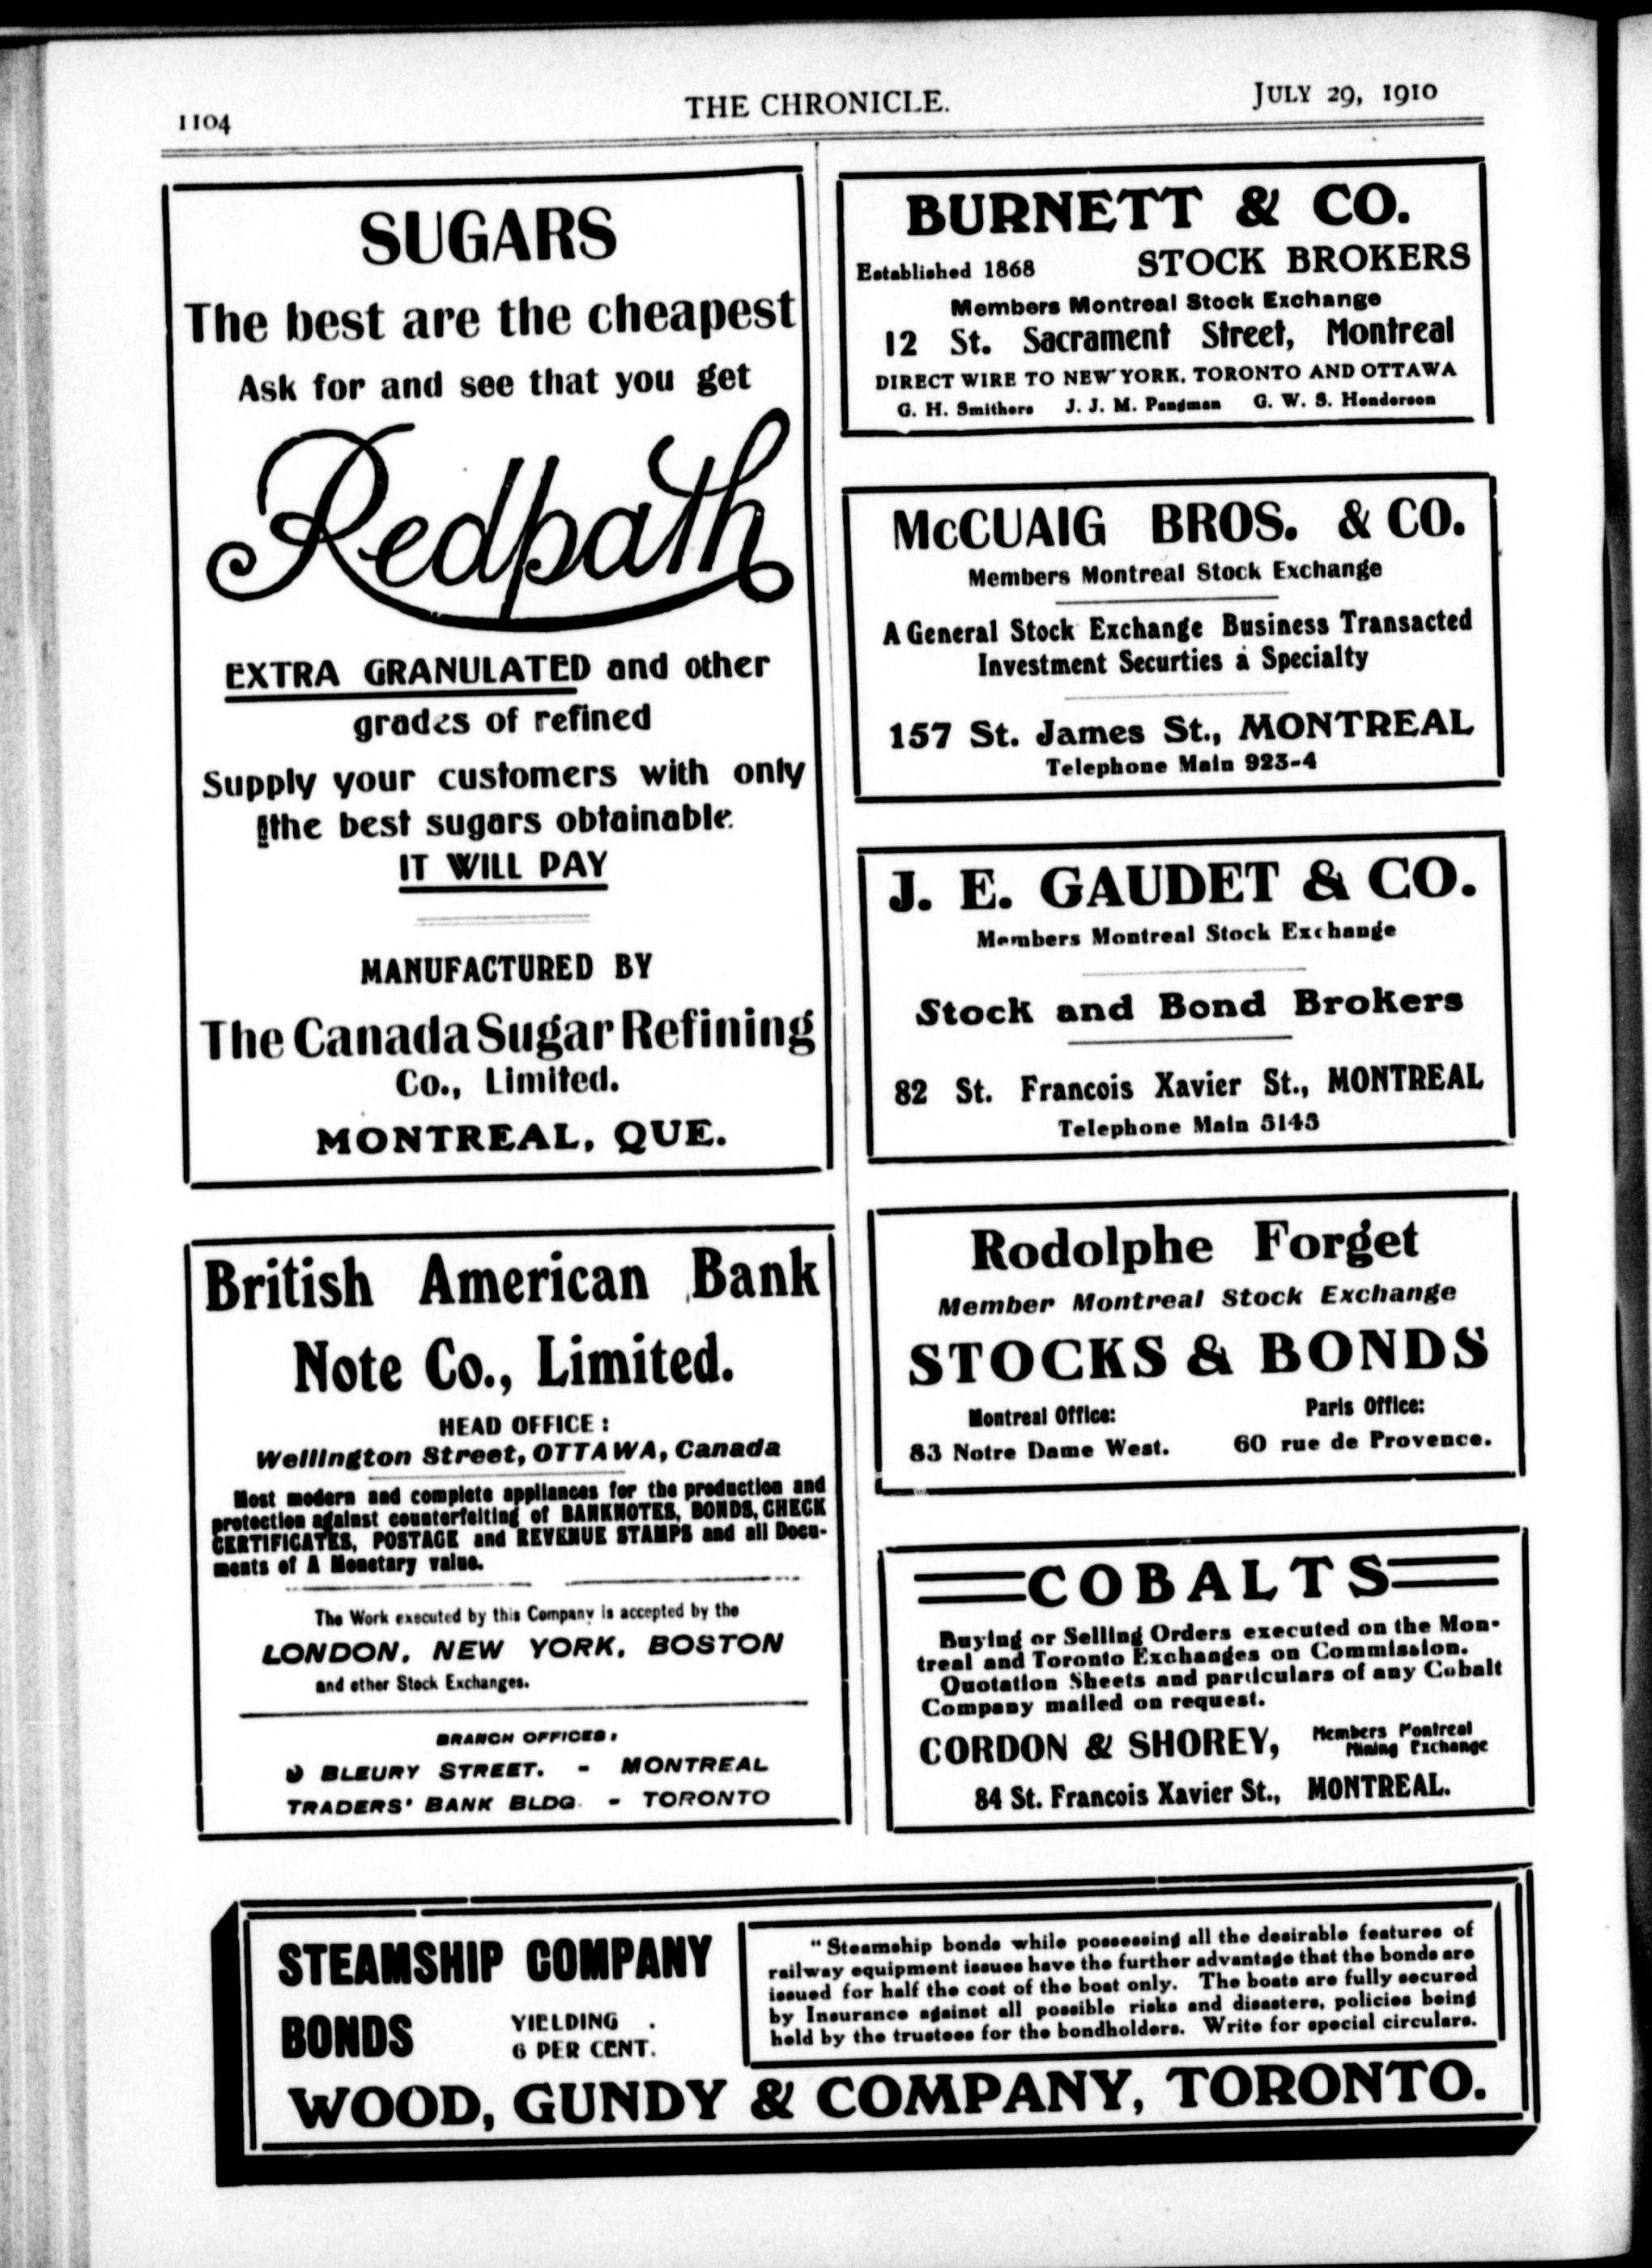 1104
THE CHRONICLE.
JULY 29, 1910
SUGARS
The best are the cheapest
Ask for and see that you get
Redpath
EXTRA GRANULATED and other
grades of refined
Supply your customers with only
the best sugars obtainable.
IT WILL PAY
MANUFACTURED BY
The Canada Sugar Refining
Co., Limited.
MONTREAL, QUE.
British American Bank
Note Co., Limited.
HEAD OFFICE :
Wellington Street, OTTAWA, Canada
Most modern and complete appliances for the production and
protection against counterfeiting of BANKNOTES, BONDS, CHECK
CERTIFICATES, POSTAGE and REVENUE STAMPS and all Docu-
ments of A Monetary value.
The Work executed by this Company is accepted by the
LONDON, NEW YORK, BOSTON
and other Stock Exchanges.
BRANCH OFFICES:
BLEURY STREET. - MONTREAL
TRADERS' BANK BLDG. - TORONTO
BURNETT & CO.
Established 1868 STOCK BROKERS
Members Montreal Stock Exchange
12 St. Sacrament Street, Montreal
DIRECT WIRE TO NEW YORK, TORONTO AND OTTAWA
G. H. Smithers J. J. M. Pangman G. W. S. Henderson
McCUAIG BROS. & CO.
Members Montreal Stock Exchange
A General Stock Exchange Business Transacted
Investment Securties a Specialty
157 St. James St., MONTREAL
Telephone Main 923-4
J. E. GAUDET & CO.
Members Montreal Stock Exchange
Stock and Bond Brokers
82 St. Francois Xavier St., MONTREAL
Telephone Main 5145
Rodolphe Forget
Member Montreal Stock Exchange
STOCKS & BONDS
Montreal Office: Paris Office:
83 Notre Dame West. 60 rue de Provence.
COBALTS
Buying or Selling Orders executed on the Mon-
treal and Toronto Exchanges on Commission.
Quotation Sheets and particulars of any Cobalt
Company mailed on request.
CORDON & SHOREY, Members Montreal
Mining Exchange
84 St. Francois Xavier St., MONTREAL.
STEAMSHIP COMPANY
BONDS YIELDING
6 PER CENT.
" Steamship bonds while possessing all the desirable features of
railway equipment issues have the further advantage that the bonds are
issued for half the cost of the boat only. The boats are fully secured
by Insurance against all possible risks and disasters, policies being
held by the trustees for the bondholders. Write for special circulars.
WOOD, GUNDY & COMPANY, TORONTO.